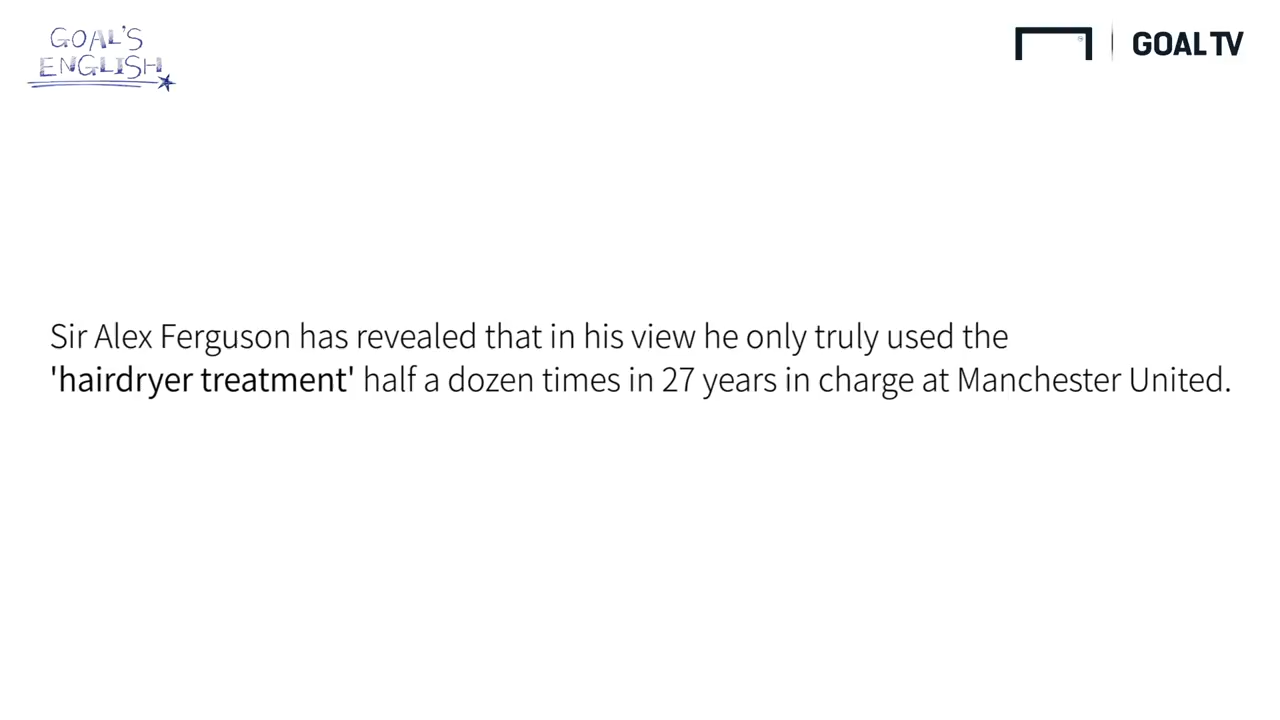 GOAL'S
ENGLISH
GOAL TV
Sir Alex Ferguson has revealed that in his view he only truly used the
'hairdryer treatment' half a dozen times in 27 years in charge at Manchester United.